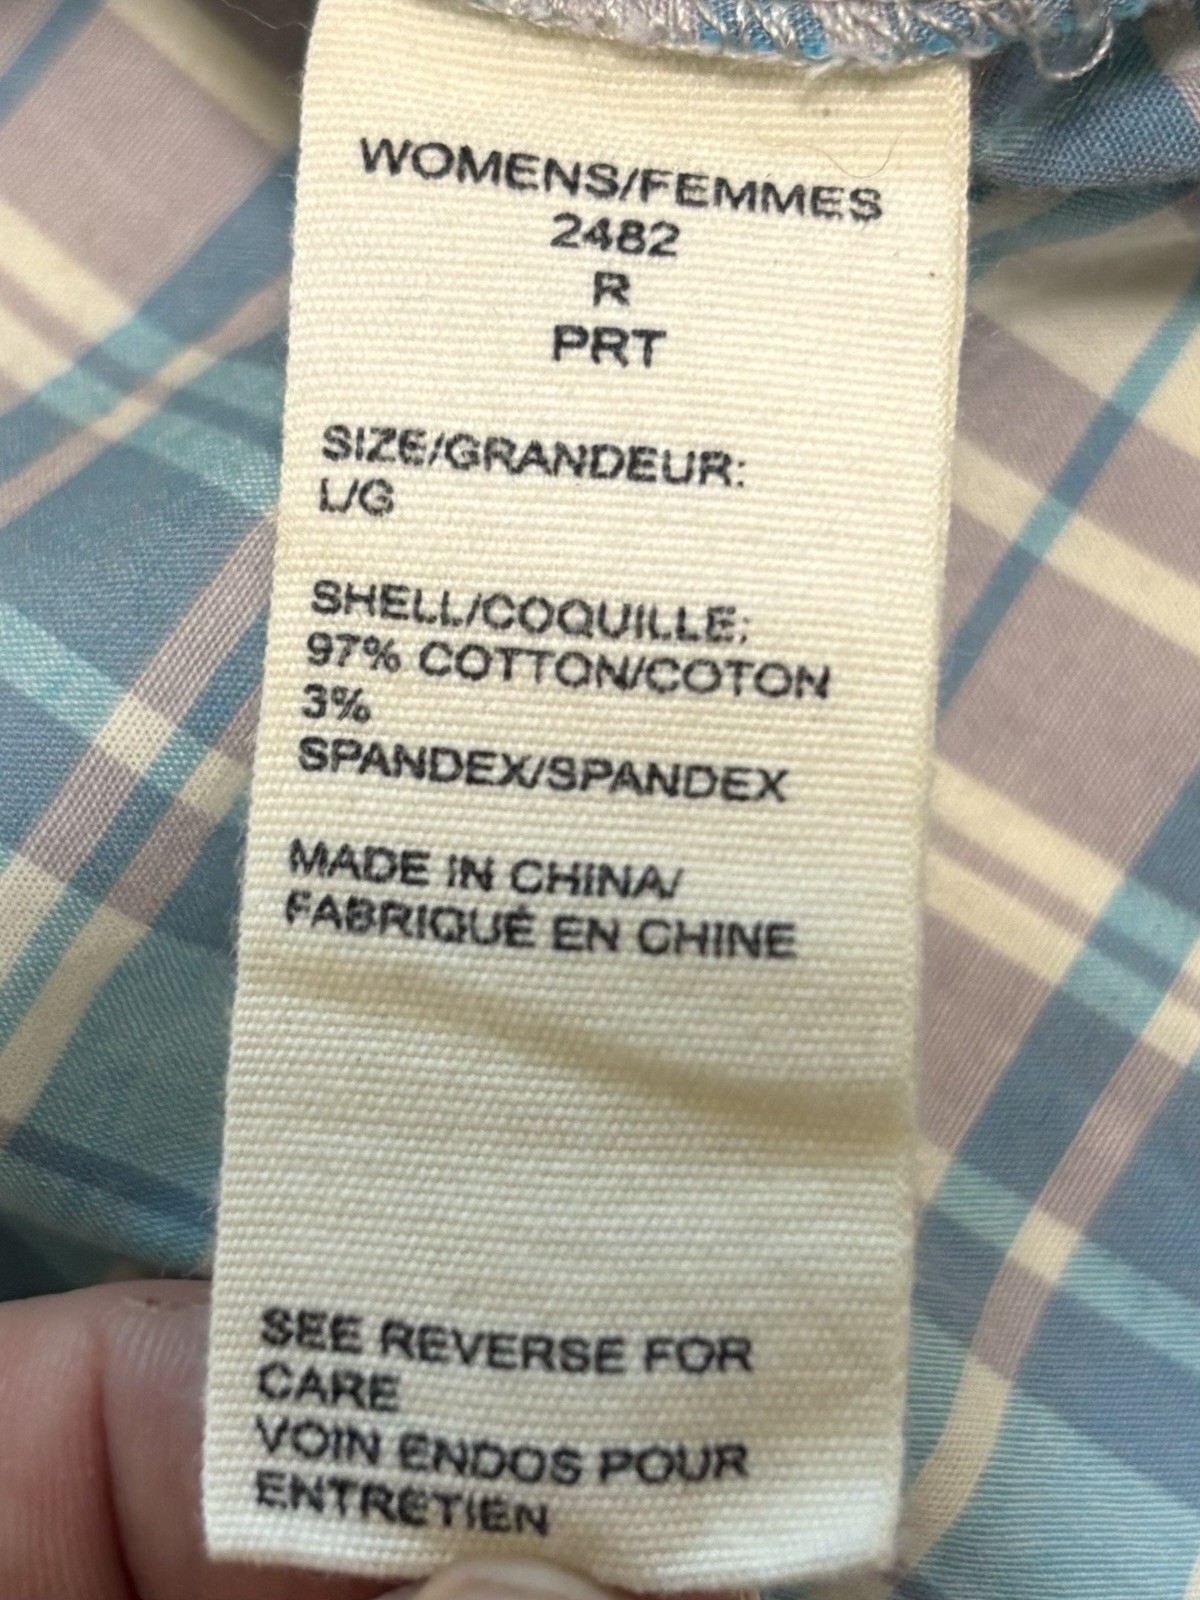 WOMENS/FEMMES
2482
R
PRT
SIZE/GRANDEUR:
L/G
SHELL/COQUILLE:
97% COTTON/COTON
3%
SPANDEX/SPANDEX
MADE IN CHINA/
FABRIQUÉ EN CHINE
SEE REVERSE FOR
CARE
VOIN ENDOS POUR
ENTRETIEN